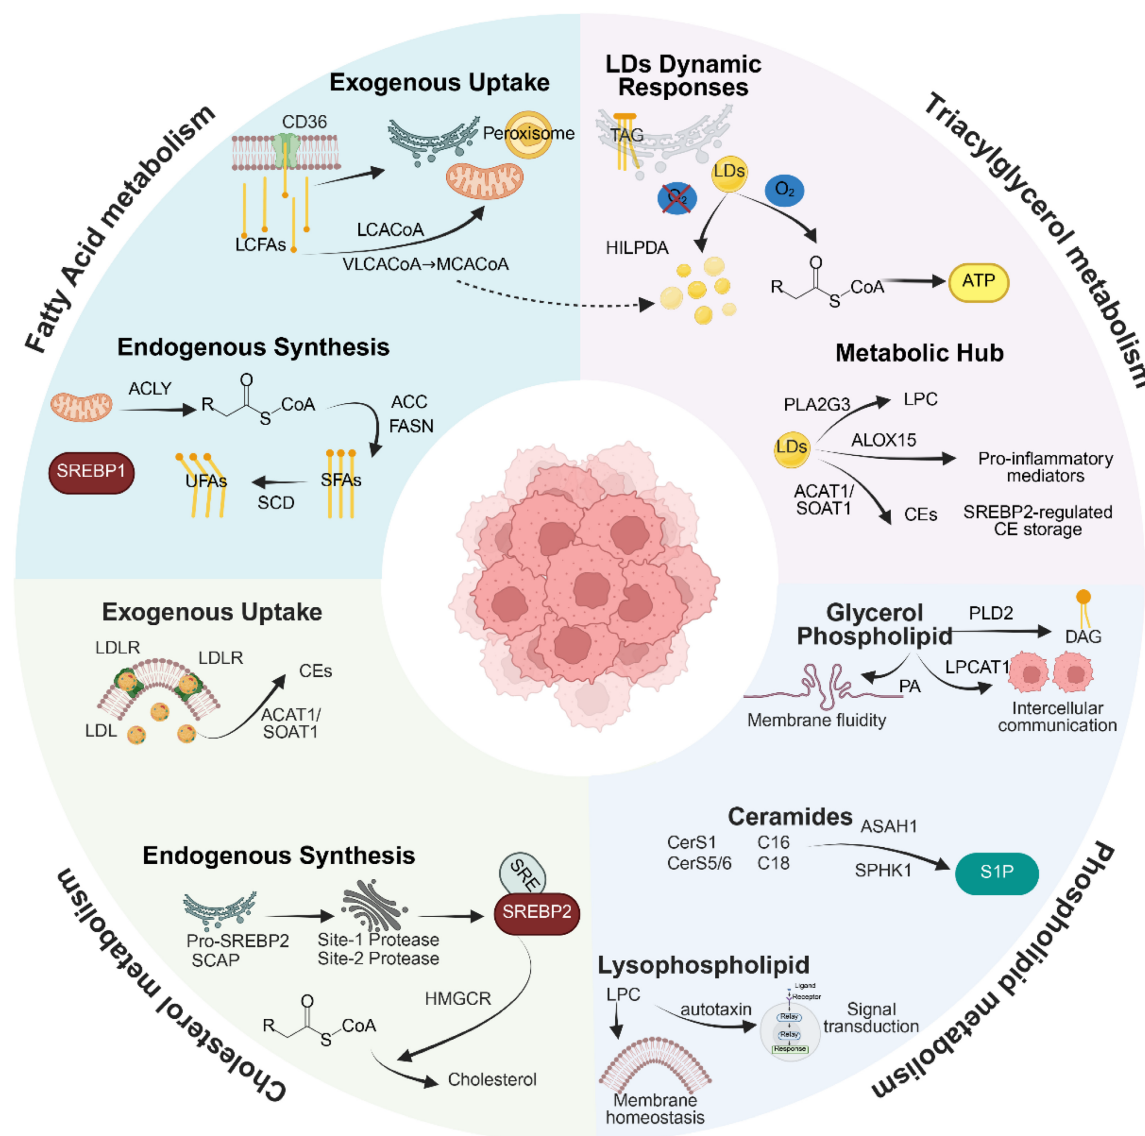 Fatty Acid metabolism
Exogenous Uptake
CD36
Peroxisome
LCFAs
LCACoA
VLCACoA→MCACoA
Endogenous Synthesis
ACLY
R
O
S
CoA
ACC
FASN
SREBP1
UFAs
SCD
SFAs
Triacylglycerol metabolism
LDs Dynamic
Responses
TAG
LDs
O₂
O₂
HILPDA
R
O
S
CoA
ATP
Metabolic Hub
PLA2G3
LPC
LDs
ALOX15
Pro-inflammatory
mediators
ACAT1/
SOAT1
CEs
SREBP2-regulated
CE storage
Cholesterol metabolism
Exogenous Uptake
LDLR
LDLR
CEs
LDL
ACAT1/
SOAT1
Endogenous Synthesis
SRE
SREBP2
Pro-SREBP2
SCAP
Site-1 Protease
Site-2 Protease
HMGCR
R
O
S
CoA
Cholesterol
Phospholipid metabolism
Glycerol
Phospholipid
PLD2
DAG
LPCAT1
PA
Membrane fluidity
Intercellular
communication
Ceramides
CerS1
C16
CerS5/6
C18
ASAH1
SPHK1
S1P
Lysophospholipid
LPC
autotaxin
Ligand
Receptor
Relay
Relay
Response
Signal
transduction
Membrane
homeostasis